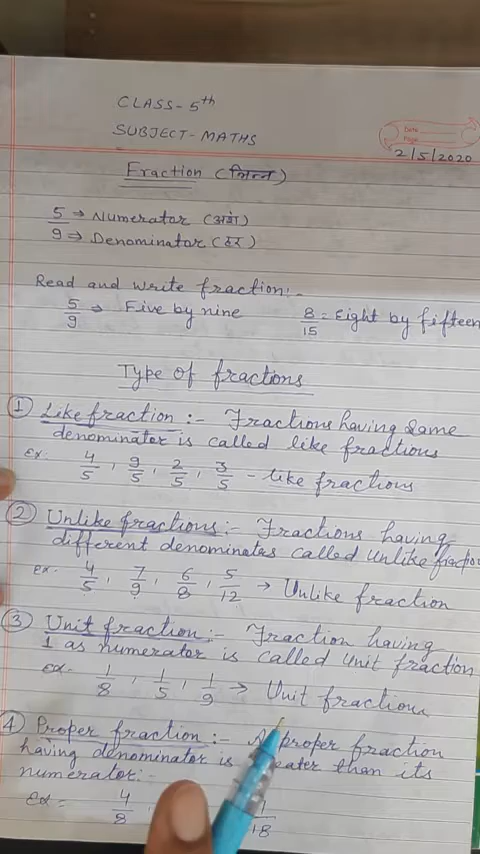 CLASS-5th
SUBJECT-MATHS
Date
Page
2/5/2020
Fraction (भिन्न)
5 ⇒ Numerator (अंश)
9 ⇒ Denominator (हर)
Read and write fraction:-
5/9 ⇒ Five by nine 8/15 = Eight by fifteen
Type of fractions
① Like fraction :- Fractions having same
denominator is called like fractions
Ex. 4/5, 9/5, 2/5, 3/5 - like fractions
② Unlike fractions:- Fractions having
different denominates called unlike fractio
Ex. 4/5, 7/9, 6/8, 5/12 → Unlike fraction
③ Unit fraction:- Fraction having
1 as numerator is called unit fraction
Ex- 1/8, 1/5, 1/9 → Unit fraction
④ Proper fraction :- A proper fraction
having denominator is than its
numerator:-
Ex = 4/8, 1/18